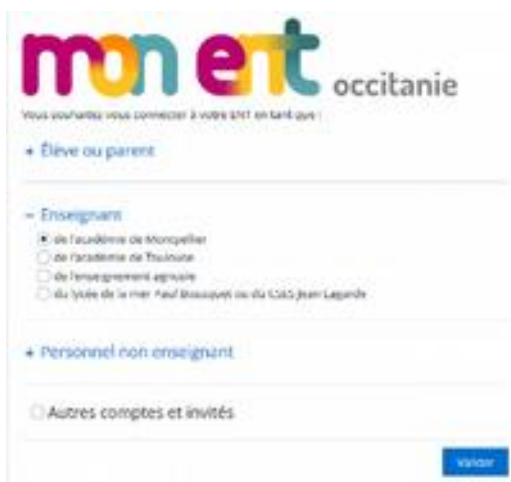 mon ent occitanie
Vous souhaitez vous connecter à votre ENT en tant que :
+ Élève ou parent
− Enseignant
de l'académie de Montpellier
de l'académie de Toulouse
de l'enseignement agricole
du lycée de la mer Paul Bousquet ou du Jean Lagarde
+ Personnel non enseignant
Autres comptes et invités
Valider